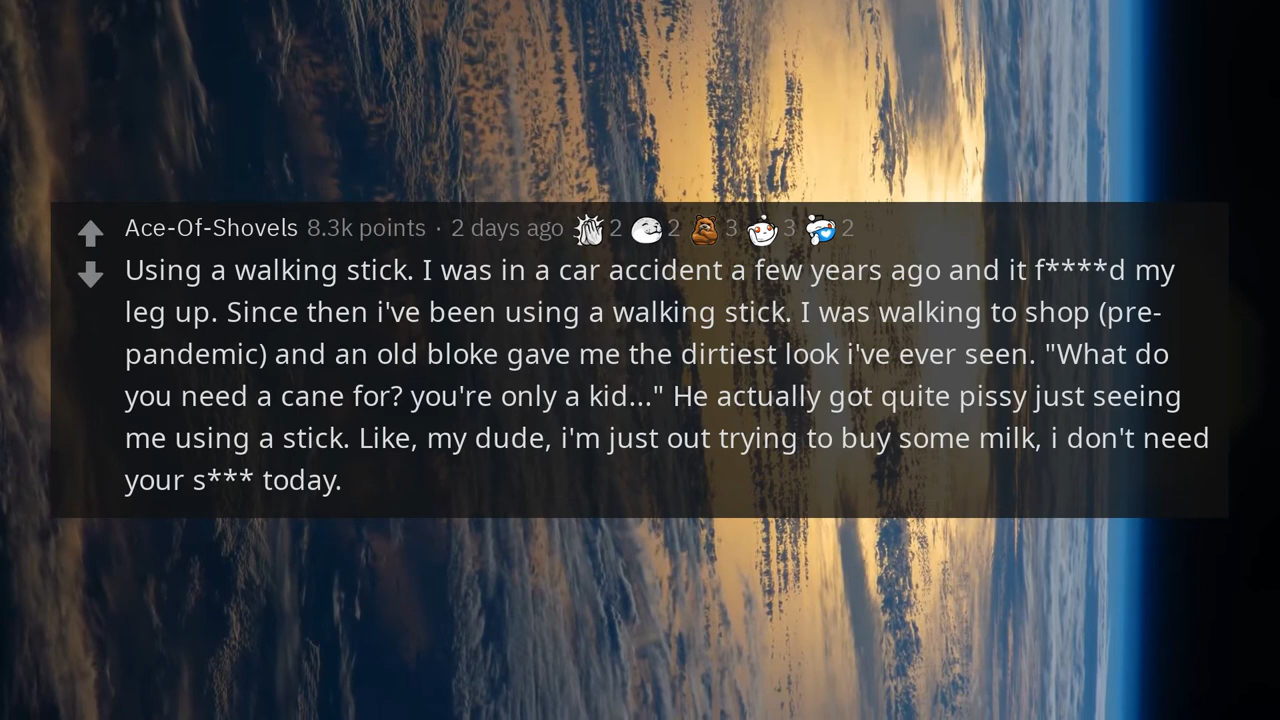 Ace-Of-Shovels 8.3k points · 2 days ago 2 2 3 3 2
Using a walking stick. I was in a car accident a few years ago and it f****d my
leg up. Since then i've been using a walking stick. I was walking to shop (pre-
pandemic) and an old bloke gave me the dirtiest look i've ever seen. "What do
you need a cane for? you're only a kid..." He actually got quite pissy just seeing
me using a stick. Like, my dude, i'm just out trying to buy some milk, i don't need
your s*** today.